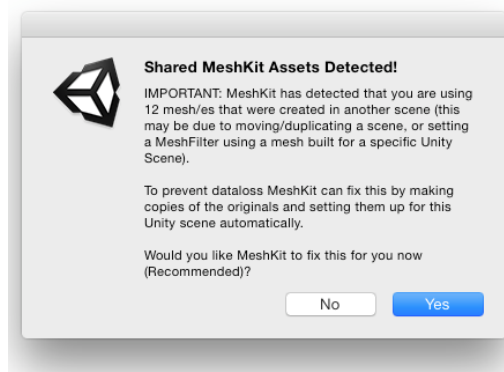 Shared MeshKit Assets Detected!
IMPORTANT: MeshKit has detected that you are using
12 mesh/es that were created in another scene (this
may be due to moving/duplicating a scene, or setting
a MeshFilter using a mesh built for a specific Unity
Scene).
To prevent dataloss MeshKit can fix this by making
copies of the originals and setting them up for this
Unity scene automatically.
Would you like MeshKit to fix this for you now
(Recommended)?
No
Yes